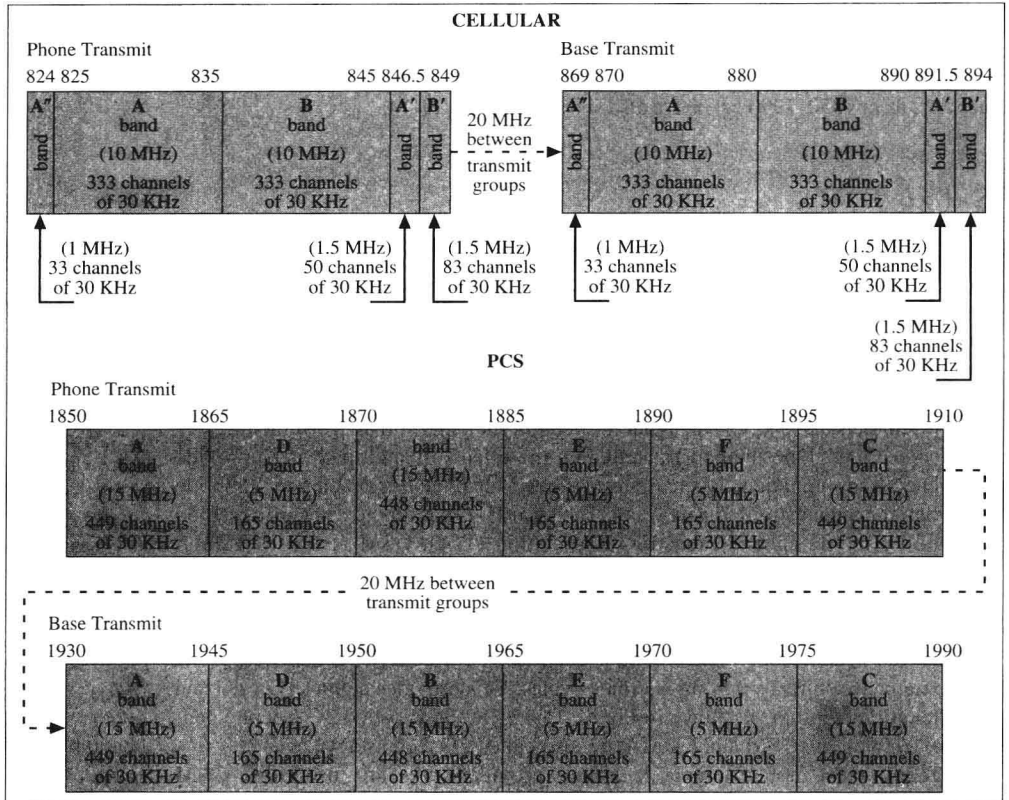 CELLULAR
Phone Transmit
824 825 835 845 846.5 849
A″ band
A
band
(10 MHz)
333 channels
of 30 KHz
B
band
(10 MHz)
333 channels
of 30 KHz
A′ band
B′ band
20 MHz
between
transmit
groups
Base Transmit
869 870 880 890 891.5 894
A″ band
A
band
(10 MHz)
333 channels
of 30 KHz
B
band
(10 MHz)
333 channels
of 30 KHz
A′ band
B′ band
(1 MHz)
33 channels
of 30 KHz
(1.5 MHz)
50 channels
of 30 KHz
(1.5 MHz)
83 channels
of 30 KHz
(1 MHz)
33 channels
of 30 KHz
(1.5 MHz)
50 channels
of 30 KHz
(1.5 MHz)
83 channels
of 30 KHz
PCS
Phone Transmit
1850 1865 1870 1885 1890 1895 1910
A
band
(15 MHz)
449 channels
of 30 KHz
D
band
(5 MHz)
165 channels
of 30 KHz
band
(15 MHz)
448 channels
of 30 KHz
E
band
(5 MHz)
165 channels
of 30 KHz
F
band
(5 MHz)
165 channels
of 30 KHz
C
band
(15 MHz)
449 channels
of 30 KHz
20 MHz between
transmit groups
Base Transmit
1930 1945 1950 1965 1970 1975 1990
A
band
(15 MHz)
449 channels
of 30 KHz
D
band
(5 MHz)
165 channels
of 30 KHz
B
band
(15 MHz)
448 channels
of 30 KHz
E
band
(5 MHz)
165 channels
of 30 KHz
F
band
(5 MHz)
165 channels
of 30 KHz
C
band
(15 MHz)
449 channels
of 30 KHz